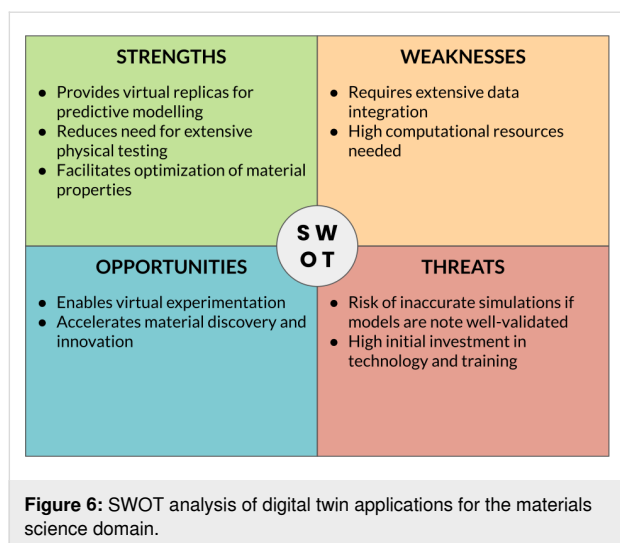 STRENGTHS
● Provides virtual replicas for
predictive modelling
● Reduces need for extensive
physical testing
● Facilitates optimization of material
properties
WEAKNESSES
● Requires extensive data
integration
● High computational resources
needed
S W
O T
OPPORTUNITIES
● Enables virtual experimentation
● Accelerates material discovery and
innovation
THREATS
● Risk of inaccurate simulations if
models are note well-validated
● High initial investment in
technology and training
Figure 6: SWOT analysis of digital twin applications for the materials
science domain.